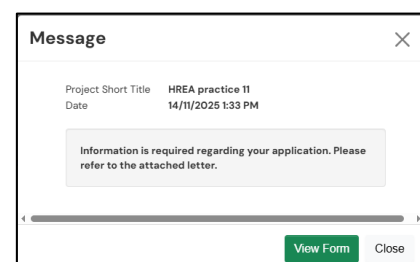 Message
Project Short Title HREA practice 11
Date 14/11/2025 1:33 PM
Information is required regarding your application. Please
refer to the attached letter.
View Form Close